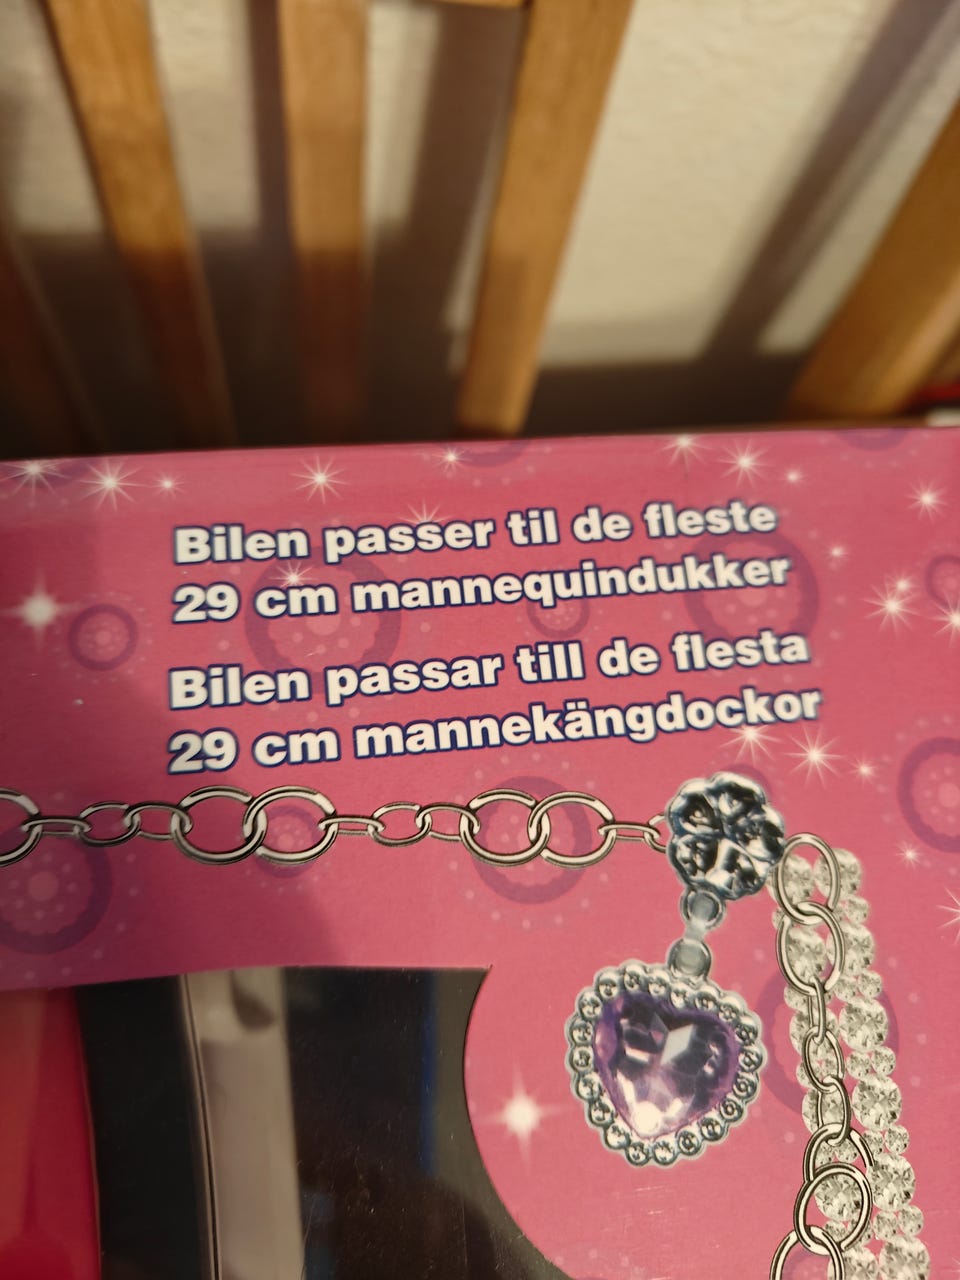 Bilen passer til de fleste
29 cm mannequindukker
Bilen passar till de flesta
29 cm mannekängdockor